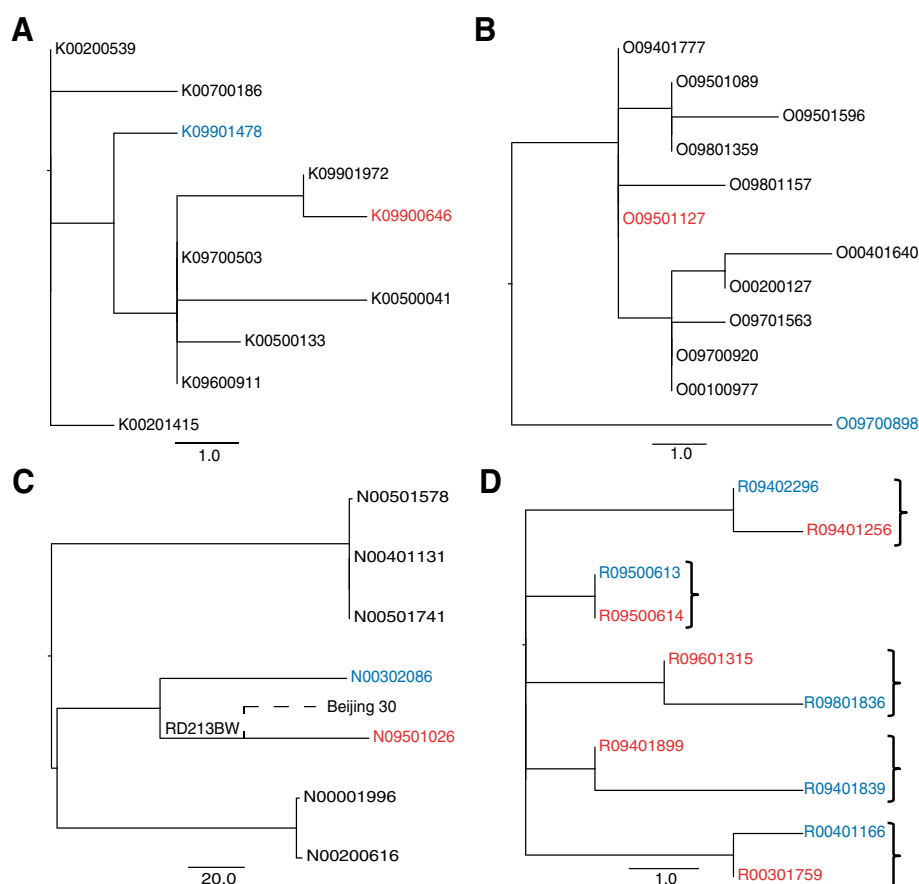 A
K00200539
K00700186
K09901478
K09901972
K09900646
K09700503
K00500041
K00500133
K09600911
K00201415
1.0
B
O09401777
O09501089
O09501596
O09801359
O09801157
O09501127
O00401640
O00200127
O09701563
O09700920
O00100977
O09700898
1.0
C
N00501578
N00401131
N00501741
N00302086
Beijing 30
RD213BW
N09501026
N00001996
N00200616
20.0
D
R09402296
R09401256
R09500613
R09500614
R09601315
R09801836
R09401899
R09401839
R00401166
R00301759
1.0